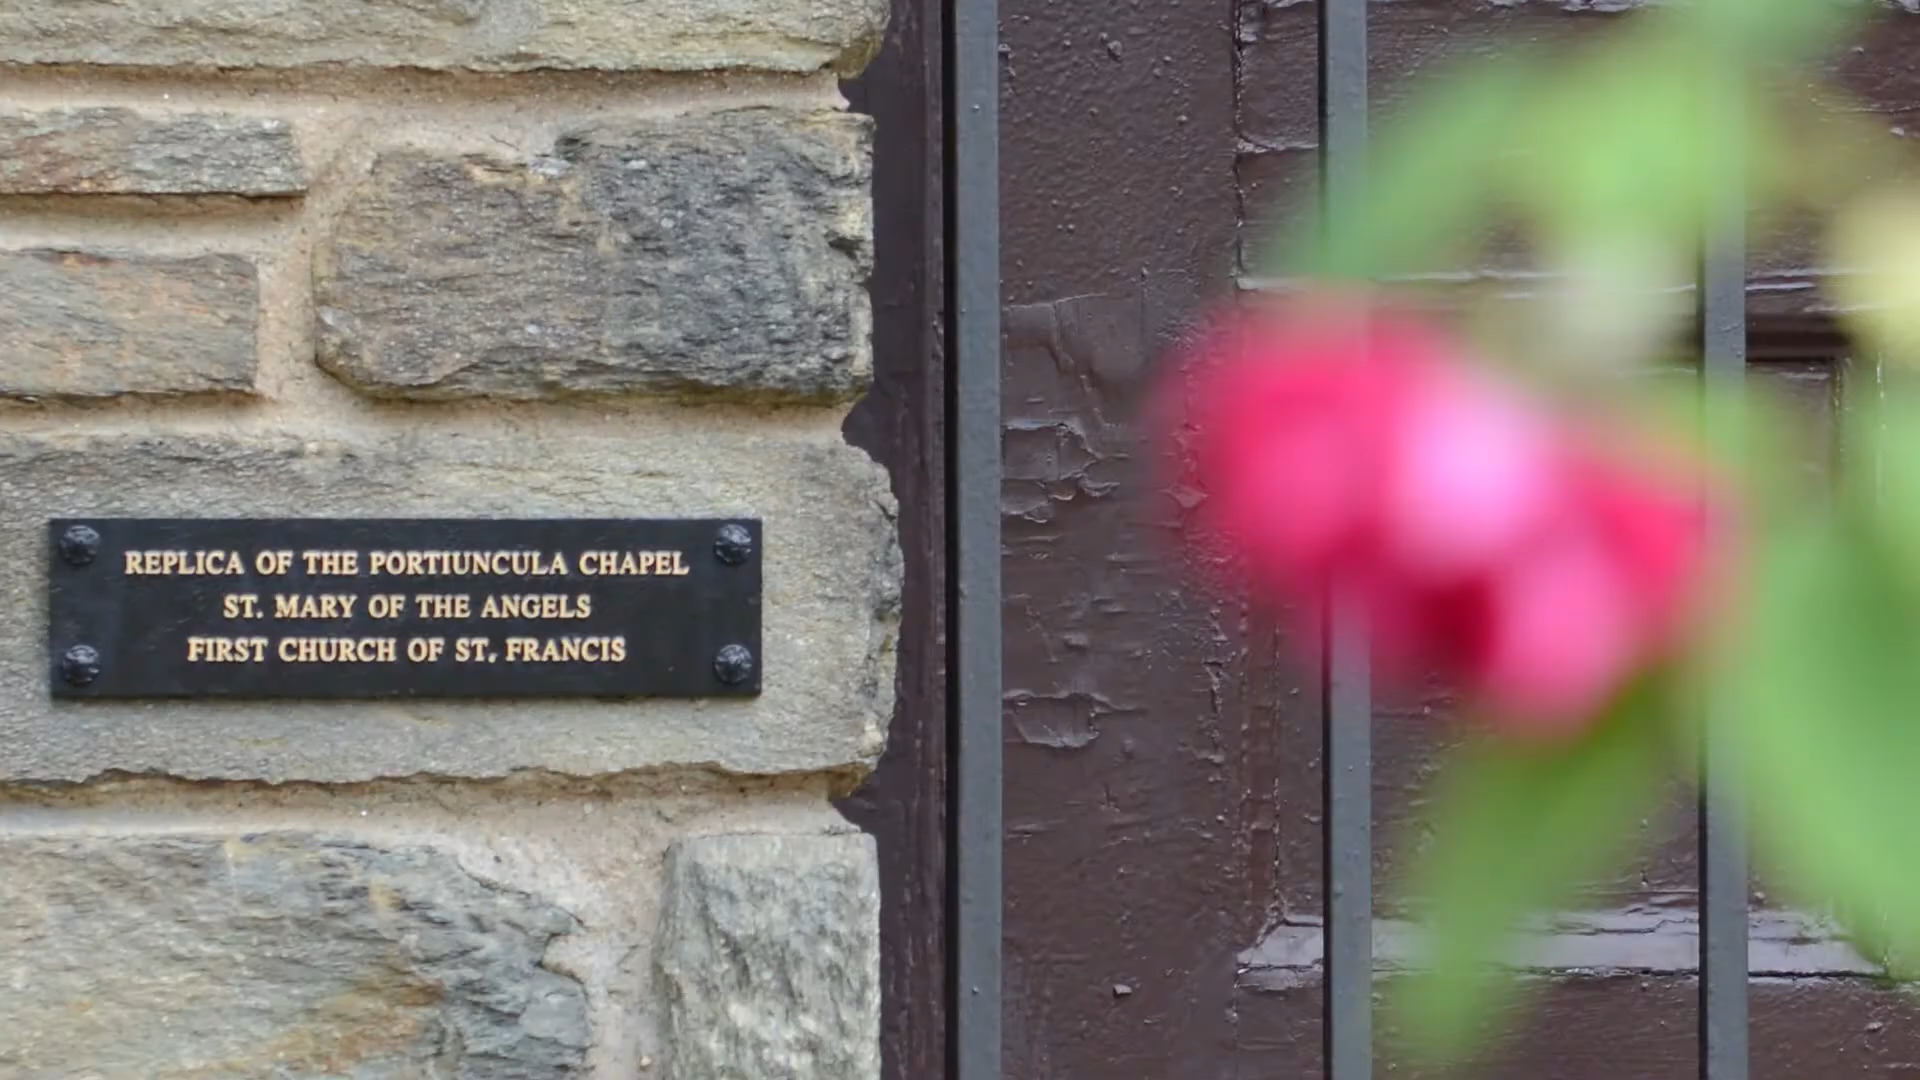 REPLICA OF THE PORTIUNCULA CHAPEL
ST. MARY OF THE ANGELS
FIRST CHURCH OF ST. FRANCIS